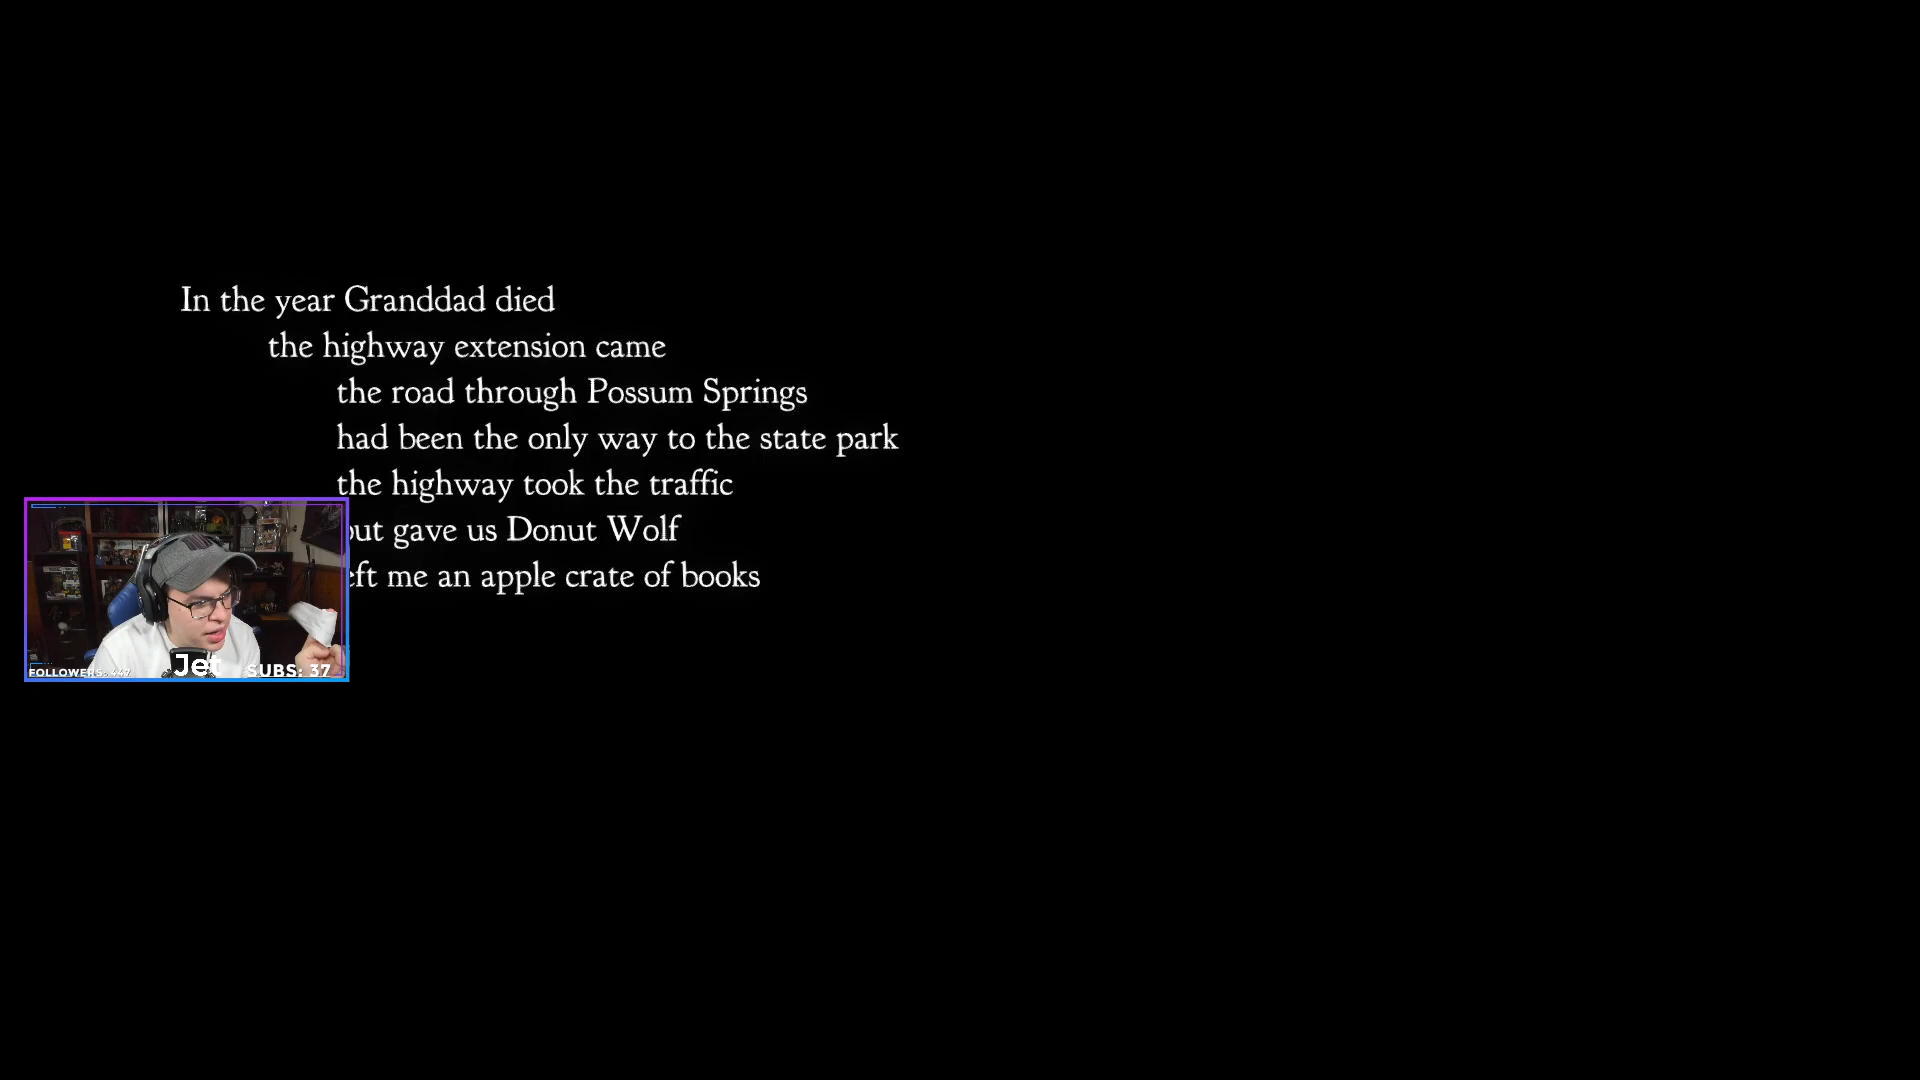 In the year Granddad died
the highway extension came
the road through Possum Springs
had been the only way to the state park
the highway took the traffic
gave us Donut Wolf
me an apple crate of books
Jet
SUBS: 37
FOLLOWERS: 447